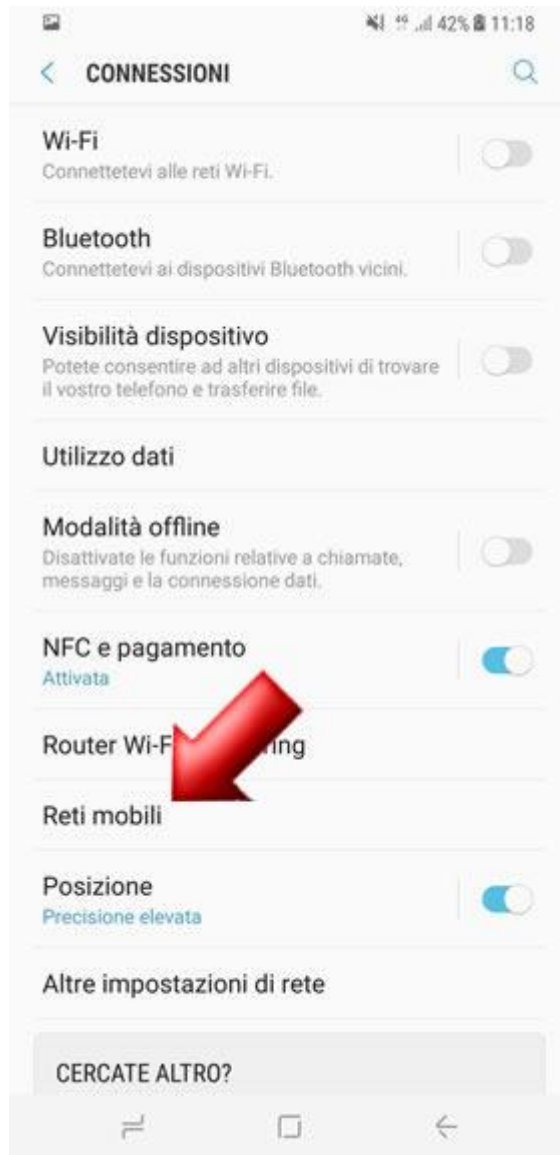 42% 11:18
CONNESSIONI
Wi-Fi
Connettetevi alle reti Wi-Fi.
Bluetooth
Connettetevi ai dispositivi Bluetooth vicini.
Visibilità dispositivo
Potete consentire ad altri dispositivi di trovare
il vostro telefono e trasferire file.
Utilizzo dati
Modalità offline
Disattivate le funzioni relative a chiamate,
messaggi e la connessione dati.
NFC e pagamento
Attivata
Router Wi-F ring
Reti mobili
Posizione
Precisione elevata
Altre impostazioni di rete
CERCATE ALTRO?